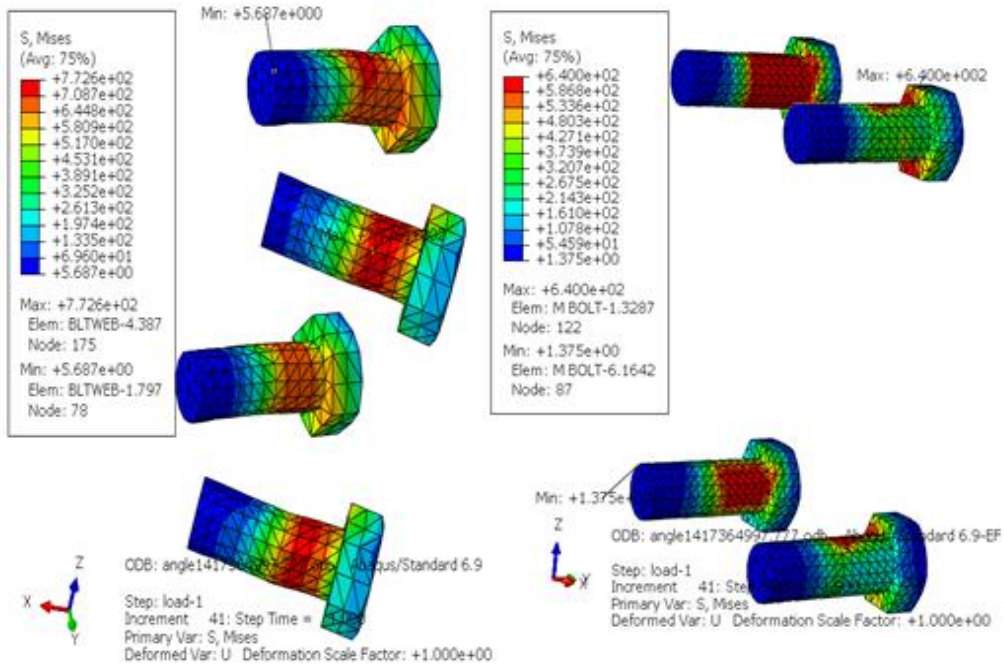 Min: +5.687e+000
S, Mises
(Avg: 75%)
+7.726e+02
+7.087e+02
+6.448e+02
+5.809e+02
+5.170e+02
+4.531e+02
+3.891e+02
+3.252e+02
+2.613e+02
+1.974e+02
+1.335e+02
+6.960e+01
+5.687e+00
Max: +7.726e+02
Elem: BLTWEB-4.387
Node: 175
Min: +5.687e+00
Elem: BLTWEB-1.797
Node: 78
Z
X
Y
ODB: Abaqus/Standard 6.9
Step: load-1
Increment 41: Step Time =
Primary Var: S, Mises
Deformed Var: U Deformation Scale Factor: +1.000e+00
S, Mises
(Avg: 75%)
+6.400e+02
+5.868e+02
+5.336e+02
+4.803e+02
+4.271e+02
+3.739e+02
+3.207e+02
+2.675e+02
+2.143e+02
+1.610e+02
+1.078e+02
+5.459e+01
+1.375e+00
Max: +6.400e+02
Elem: M BOLT-1.3287
Node: 122
Min: +1.375e+00
Elem: M BOLT-6.1642
Node: 87
Max: +6.400e+002
Min: +1.375e+
Z
X
Y
ODB: 6.9-EF
Step: load-1
Increment 41:
Primary Var: S, Mises
Deformed Var: U Deformation Scale Factor: +1.000e+00